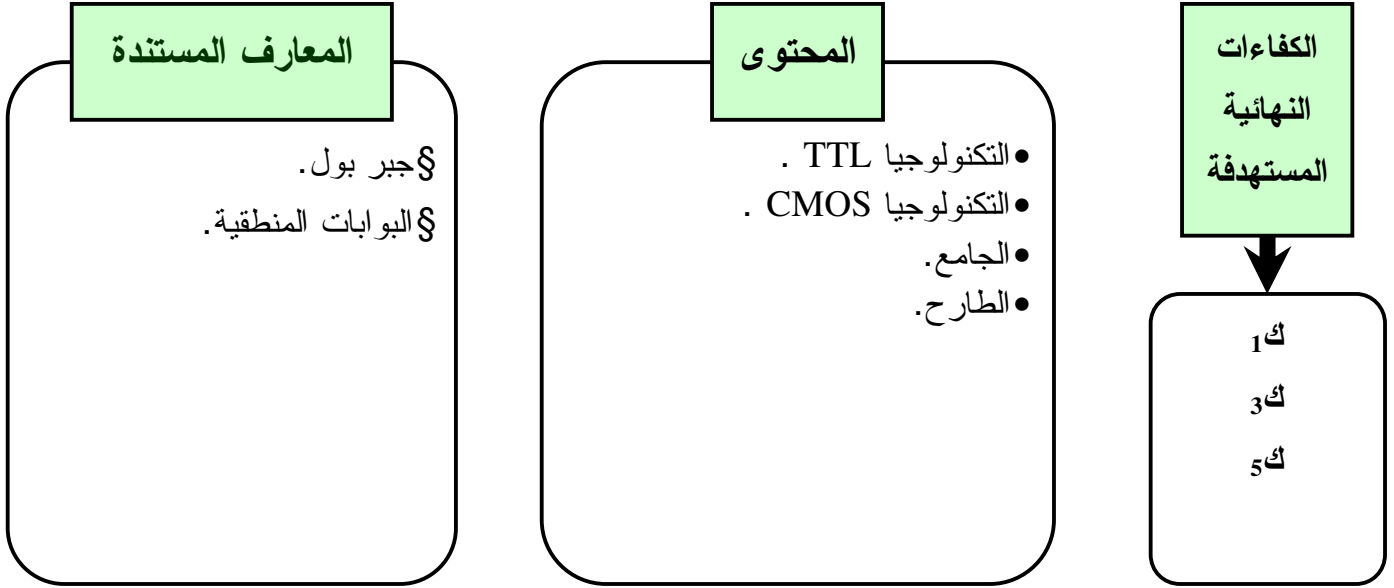 الكفاءات
النهائية
المستهدفة
ك1
ك3
ك5
المحتوى
•التكنولوجيا TTL .
•التكنولوجيا CMOS .
•الجامع.
•الطارح.
المعارف المستندة
§جبر بول.
§البوابات المنطقية.